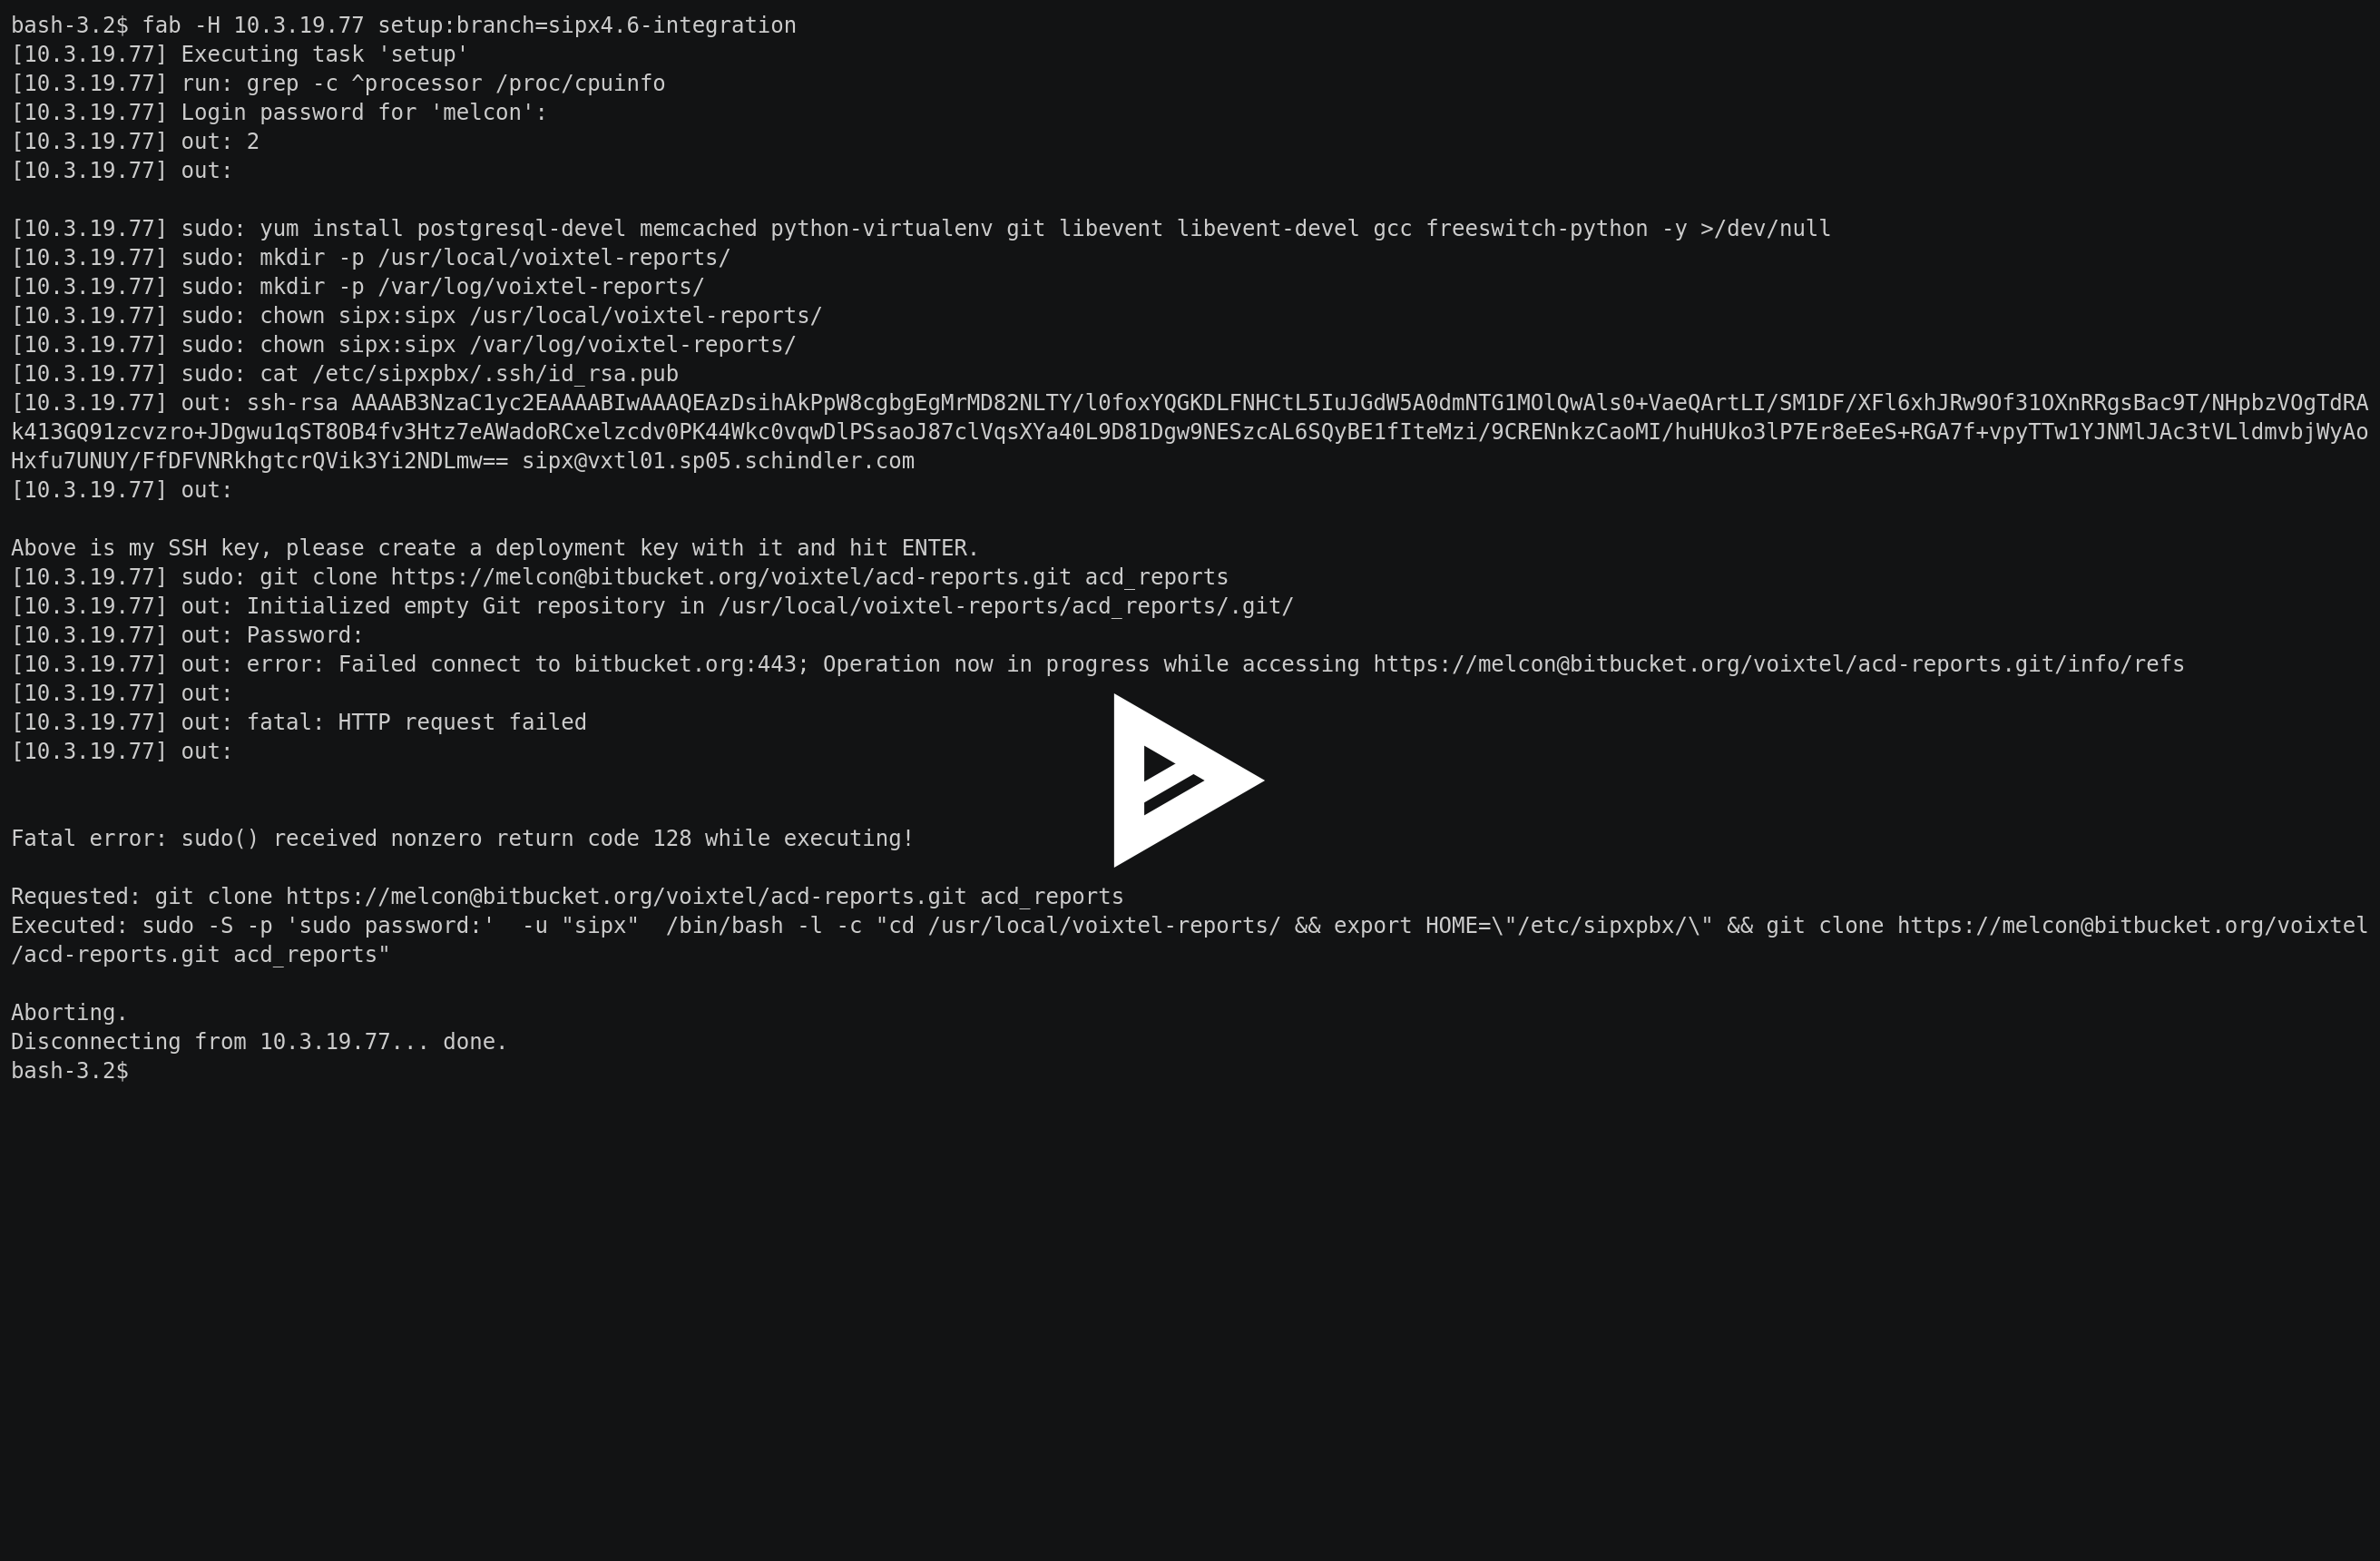 bash-3.2$ fab -H 10.3.19.77 setup:branch=sipx4.6-integration
[10.3.19.77] Executing task 'setup'
[10.3.19.77] run: grep -c ^processor /proc/cpuinfo
[10.3.19.77] Login password for 'melcon':
[10.3.19.77] out: 2
[10.3.19.77] out:
[10.3.19.77] sudo: yum install postgresql-devel memcached python-virtualenv git libevent libevent-devel gcc freeswitch-python -y >/dev/null
[10.3.19.77] sudo: mkdir -p /usr/local/voixtel-reports/
[10.3.19.77] sudo: mkdir -p /var/log/voixtel-reports/
[10.3.19.77] sudo: chown sipx:sipx /usr/local/voixtel-reports/
[10.3.19.77] sudo: chown sipx:sipx /var/log/voixtel-reports/
[10.3.19.77] sudo: cat /etc/sipxpbx/.ssh/id_rsa.pub
[10.3.19.77] out: ssh-rsa AAAAB3NzaC1yc2EAAAABIwAAAQEAzDsihAkPpW8cgbgEgMrMD82NLTY/l0foxYQGKDLFNHCtL5IuJGdW5A0dmNTG1MOlQwAls0+VaeQArtLI/SM1DF/XFl6xhJRw9Of31OXnRRgsBac9T/NHpbzVOgTdRA
k413GQ91zcvzro+JDgwu1qST8OB4fv3Htz7eAWadoRCxelzcdv0PK44Wkc0vqwDlPSsaoJ87clVqsXYa40L9D81Dgw9NESzcAL6SQyBE1fIteMzi/9CRENnkzCaoMI/huHUko3lP7Er8eEeS+RGA7f+vpyTTw1YJNMlJAc3tVLldmvbjWyAo
Hxfu7UNUY/FfDFVNRkhgtcrQVik3Yi2NDLmw== sipx@vxtl01.sp05.schindler.com
[10.3.19.77] out:
Above is my SSH key, please create a deployment key with it and hit ENTER.
[10.3.19.77] sudo: git clone https://melcon@bitbucket.org/voixtel/acd-reports.git acd_reports
[10.3.19.77] out: Initialized empty Git repository in /usr/local/voixtel-reports/acd_reports/.git/
[10.3.19.77] out: Password:
[10.3.19.77] out: error: Failed connect to bitbucket.org:443; Operation now in progress while accessing https://melcon@bitbucket.org/voixtel/acd-reports.git/info/refs
[10.3.19.77] out:
[10.3.19.77] out: fatal: HTTP request failed
[10.3.19.77] out:
Fatal error: sudo() received nonzero return code 128 while executing!
Requested: git clone https://melcon@bitbucket.org/voixtel/acd-reports.git acd_reports
Executed: sudo -S -p 'sudo password:'  -u "sipx"  /bin/bash -l -c "cd /usr/local/voixtel-reports/ && export HOME=\"/etc/sipxpbx/\" && git clone https://melcon@bitbucket.org/voixtel
/acd-reports.git acd_reports"
Aborting.
Disconnecting from 10.3.19.77... done.
bash-3.2$